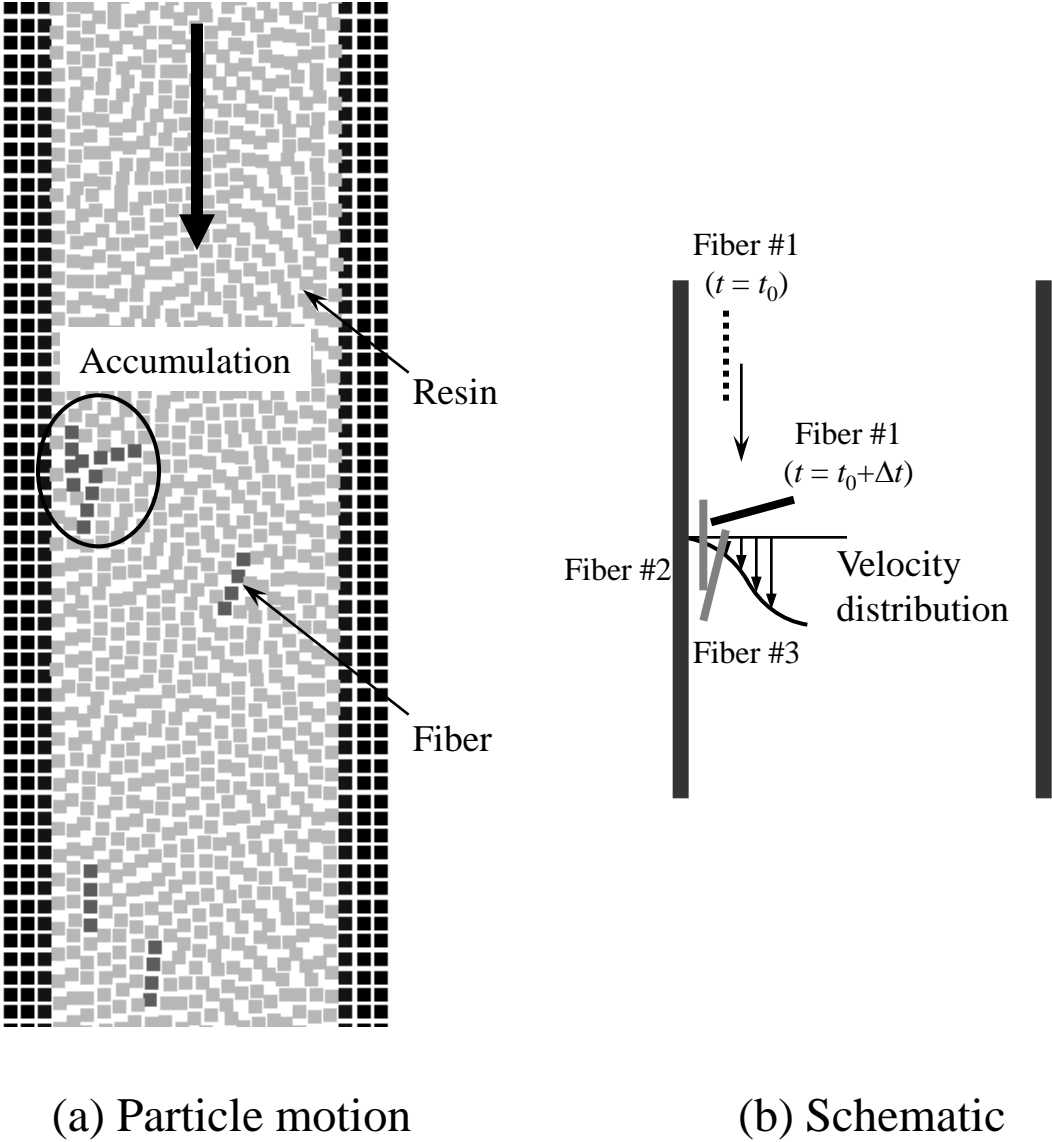 Accumulation
Resin
Fiber
Fiber #1
(t = t₀)
Fiber #1
(t = t₀+Δt)
Fiber #2
Velocity
distribution
Fiber #3
(a) Particle motion
(b) Schematic